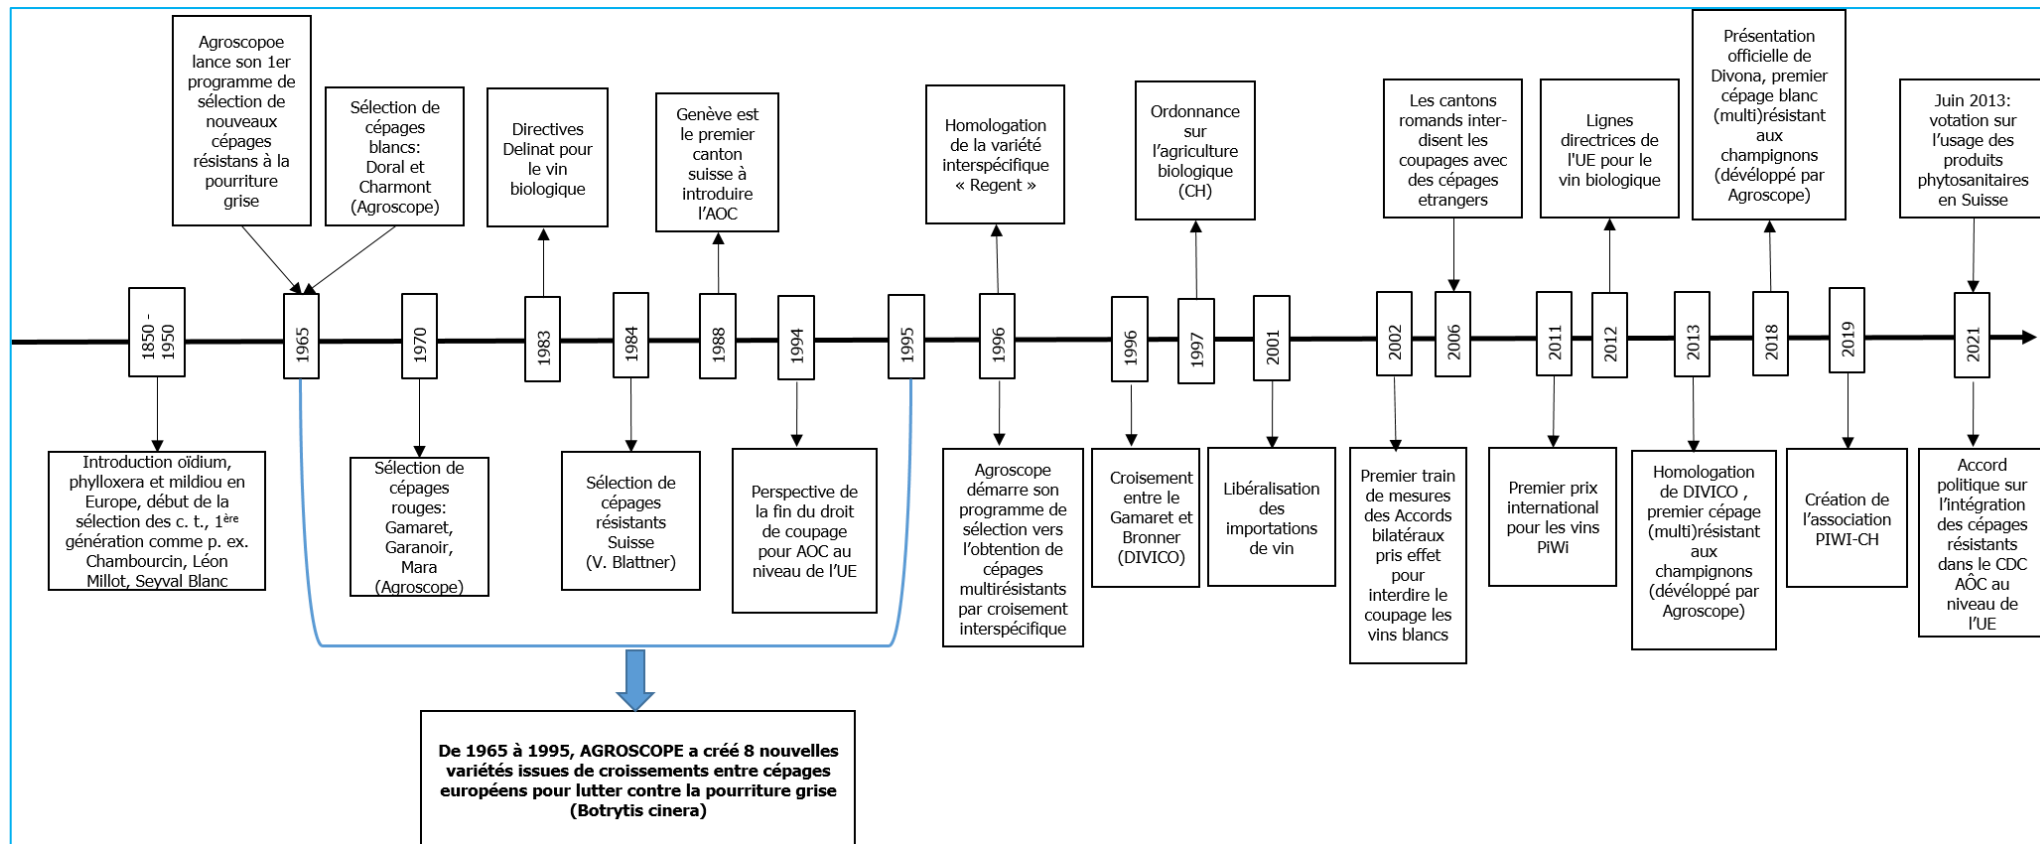 Agroscopoe
lance son 1er
programme de
sélection de
nouveaux
cépages
résistans à la
pourriture
grise
Sélection de
cépages
blancs:
Doral et
Charmont
(Agroscope)
Directives
Delinat pour
le vin
biologique
Genève est
le premier
canton
suisse à
introduire
l’AOC
Homologation
de la variété
interspécifique
« Regent »
Ordonnance
sur
l’agriculture
biologique
(CH)
Les cantons
romands inter-
disent les
coupages avec
des cépages
etrangers
Lignes
directrices de
l'UE pour le
vin biologique
Présentation
officielle de
Divona, premier
cépage blanc
(multi)résistant
aux
champignons
(dévéloppé par
Agroscope)
Juin 2013:
votation sur
l’usage des
produits
phytosanitaires
en Suisse
1850 -
1950
1965
1970
1983
1984
1988
1994
1995
1996
1996
1997
2001
2002
2006
2011
2012
2013
2018
2019
2021
Introduction oïdium,
phylloxera et mildiou en
Europe, début de la
sélection des c. t., 1ère
génération comme p. ex.
Chambourcin, Léon
Millot, Seyval Blanc
Sélection de
cépages
rouges:
Gamaret,
Garanoir,
Mara
(Agroscope)
Sélection de
cépages
résistants
Suisse
(V. Blattner)
Perspective de
la fin du droit
de coupage
pour AOC au
niveau de l’UE
Agroscope
démarre son
programme de
sélection vers
l’obtention de
cépages
multirésistants
par croisement
interspécifique
Croisement
entre le
Gamaret et
Bronner
(DIVICO)
Libéralisation
des
importations
de vin
Premier train
de mesures
des Accords
bilatéraux
pris effet
pour
interdire le
coupage les
vins blancs
Premier prix
international
pour les vins
PiWi
Homologation
de DIVICO ,
premier cépage
(multi)résistant
aux
champignons
(dévéloppé par
Agroscope)
Création de
l’association
PIWI-CH
Accord
politique sur
l’intégration
des cépages
résistants
dans le CDC
AÔC au
niveau de
l’UE
De 1965 à 1995, AGROSCOPE a créé 8 nouvelles
variétés issues de croissements entre cépages
européens pour lutter contre la pourriture grise
(Botrytis cinera)